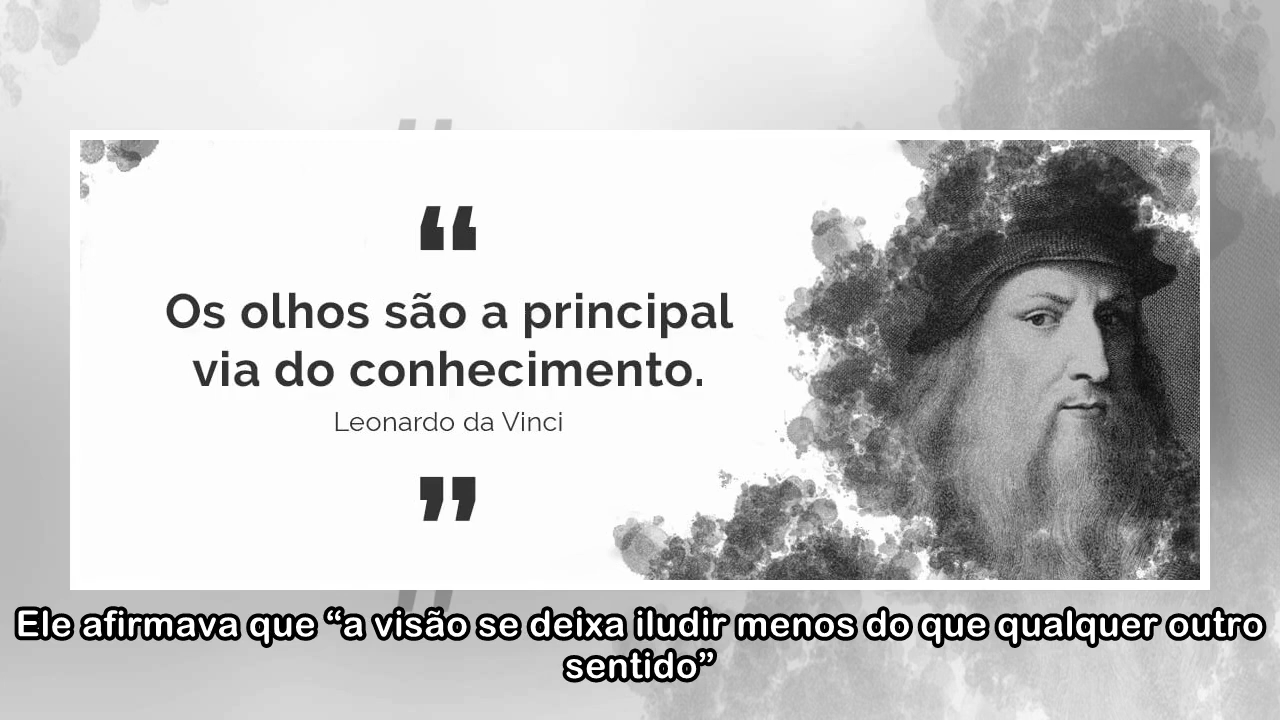 “
Os olhos são a principal
via do conhecimento.
Leonardo da Vinci
”
Ele afirmava que “a visão se deixa iludir menos do que qualquer outro
sentido”